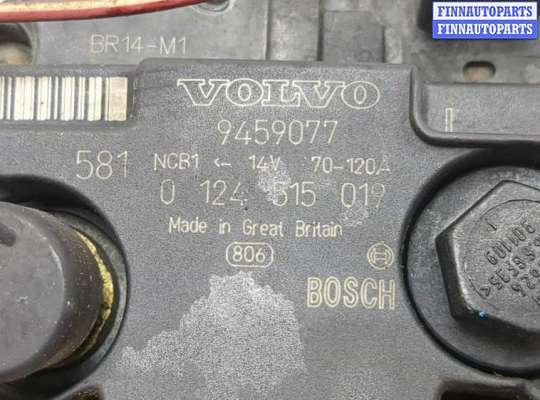 FINNAUTOPARTS
FINNAUTOPARTS
BR14-M1
VOLVO
9459077
581 NCB1 ← 14V 70-120A
0 124 515 019
Made in Great Britain
806
BOSCH